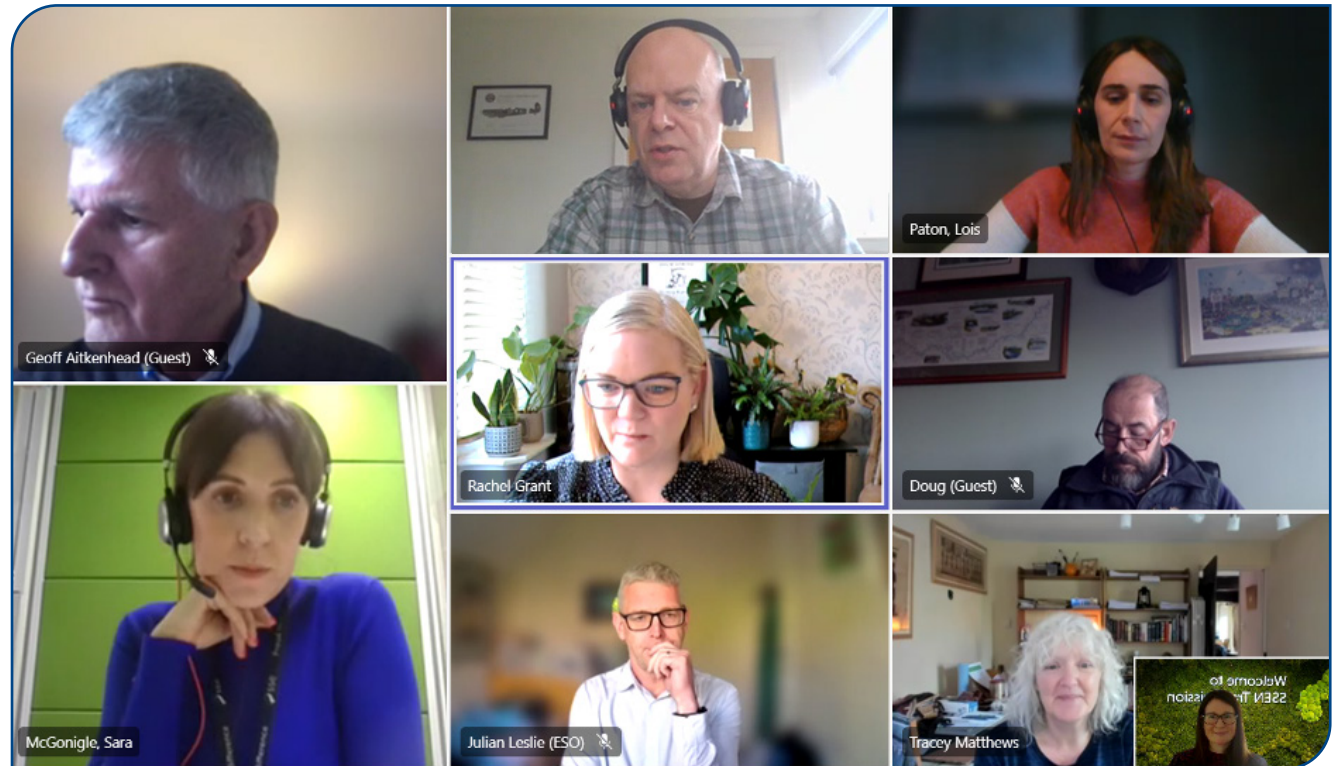 Paton, Lois
Geoff Aitkenhead (Guest)
Rachel Grant
Doug (Guest)
McGonigle, Sara
Julian Leslie (ESO)
Tracey Matthews
Welcome to
SSEN